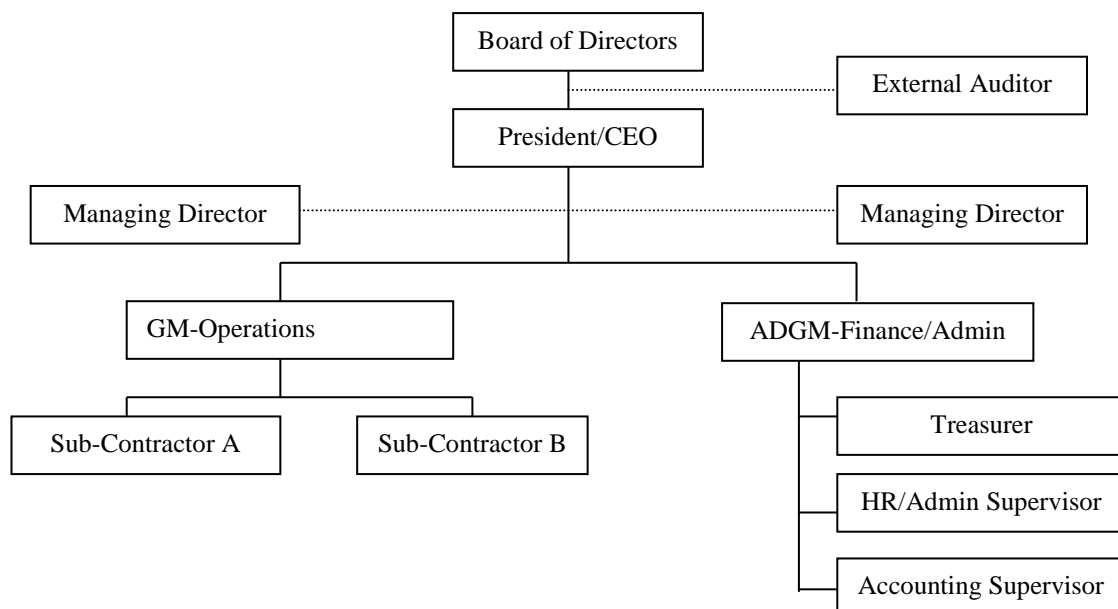 Board of Directors
External Auditor
President/CEO
Managing Director
Managing Director
GM-Operations
ADGM-Finance/Admin
Sub-Contractor A
Sub-Contractor B
Treasurer
HR/Admin Supervisor
Accounting Supervisor